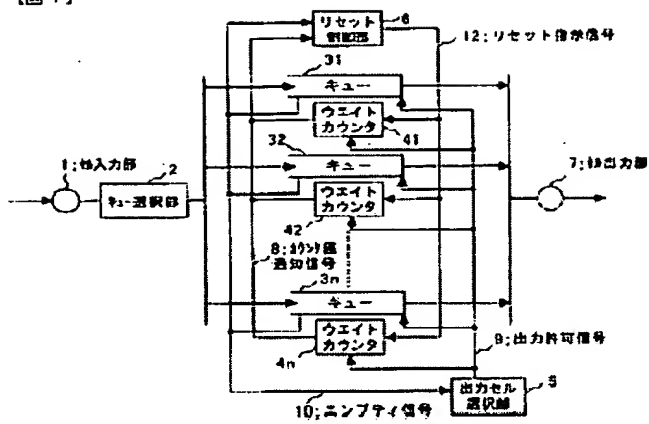 リセット
制御部
6
12;リセット指示信号
31
キュー
ウエイト
カウンタ
41
32
キュー
1;セル入力部
2
キュー選択部
ウエイト
カウンタ
42
7;セル出力部
8;カウント値
通知信号
3n
キュー
ウエイト
カウンタ
4n
9;出力許可信号
出力セル
選択部
5
10;エンプティ信号